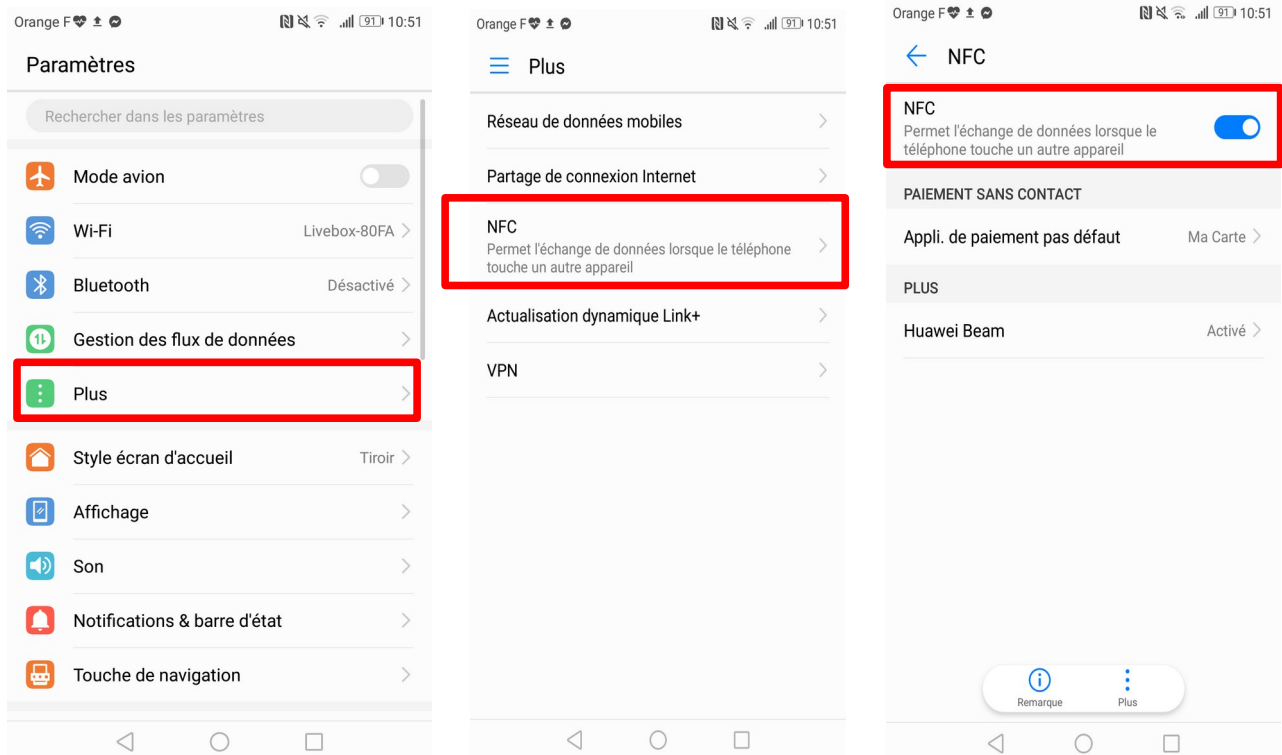 Orange F 91 10:51
Paramètres
Rechercher dans les paramètres
Mode avion
Wi-Fi Livebox-80FA
Bluetooth Désactivé
Gestion des flux de données
Plus
Style écran d'accueil Tiroir
Affichage
Son
Notifications & barre d'état
Touche de navigation
Orange F 91 10:51
Plus
Réseau de données mobiles
Partage de connexion Internet
NFC
Permet l'échange de données lorsque le téléphone
touche un autre appareil
Actualisation dynamique Link+
VPN
Orange F 91 10:51
NFC
NFC
Permet l'échange de données lorsque le
téléphone touche un autre appareil
PAIEMENT SANS CONTACT
Appli. de paiement pas défaut Ma Carte
PLUS
Huawei Beam Activé
Remarque Plus